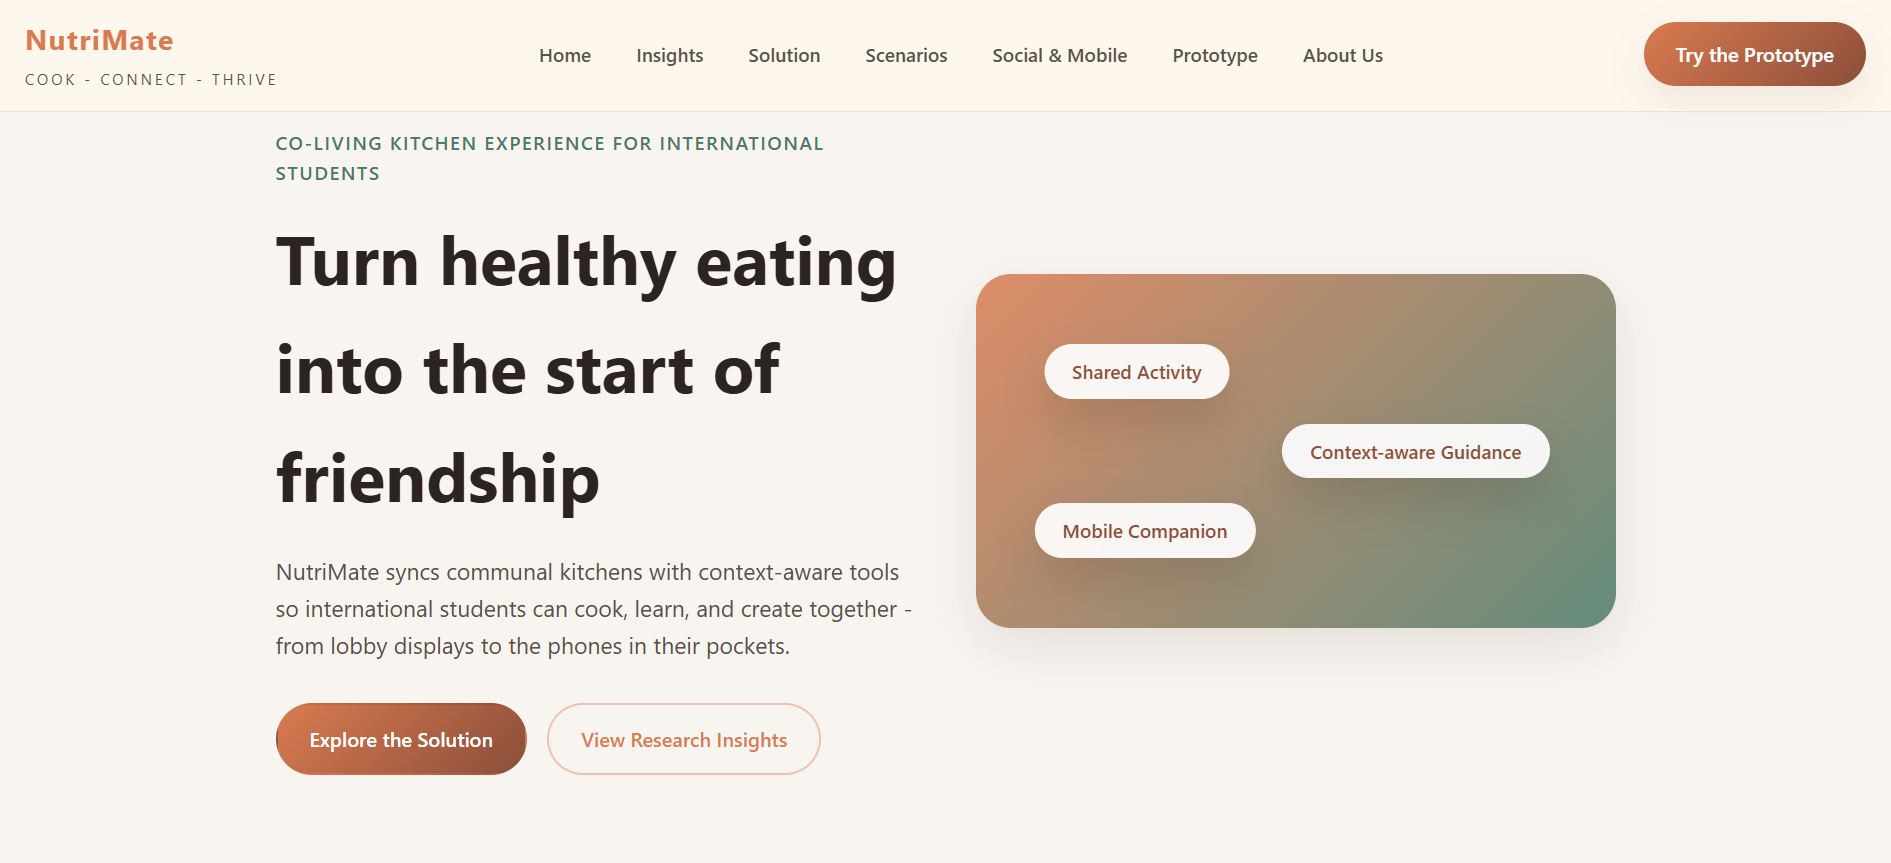 NutriMate
COOK - CONNECT - THRIVE
Home
Insights
Solution
Scenarios
Social & Mobile
Prototype
About Us
Try the Prototype
CO-LIVING KITCHEN EXPERIENCE FOR INTERNATIONAL
STUDENTS
Turn healthy eating
into the start of
friendship
NutriMate syncs communal kitchens with context-aware tools
so international students can cook, learn, and create together -
from lobby displays to the phones in their pockets.
Explore the Solution
View Research Insights
Shared Activity
Context-aware Guidance
Mobile Companion